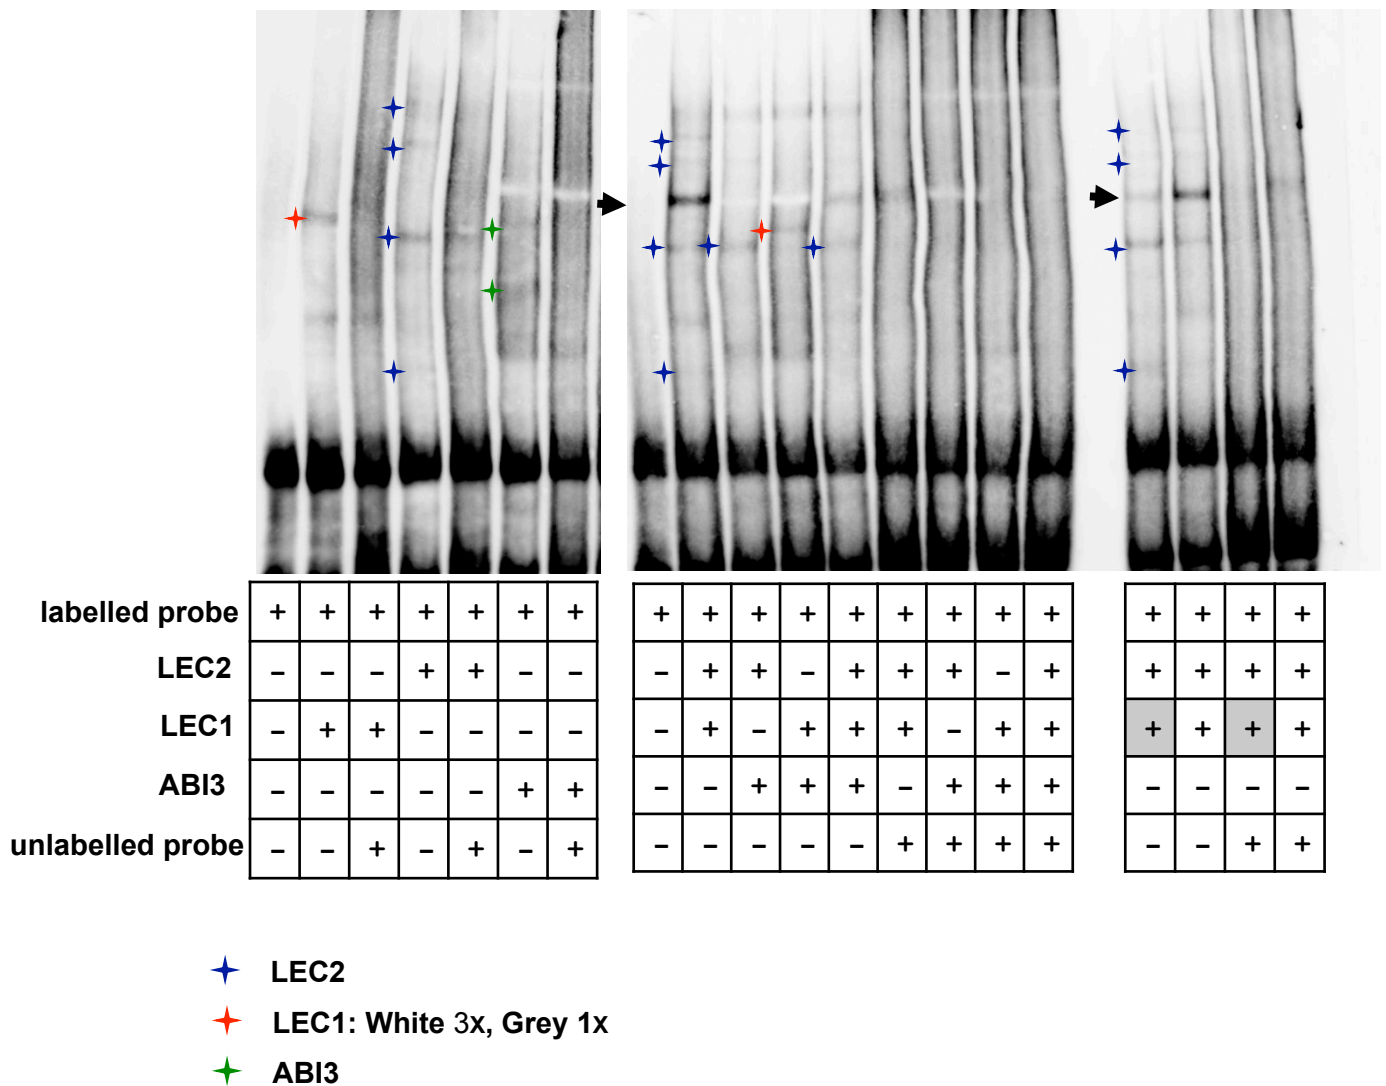 labelled probe + + + + + + + + + + + + + + + + + + + +
LEC2 – – – + + – – – + + – + + + – + + + + +
LEC1 – + + – – – – – + – + + + – + + + + + +
ABI3 – – – – – + + – – + + + – + + + – – – –
unlabelled probe – – + – + – + – – – – – + + + + – – + +
LEC2
LEC1: White 3x, Grey 1x
ABI3